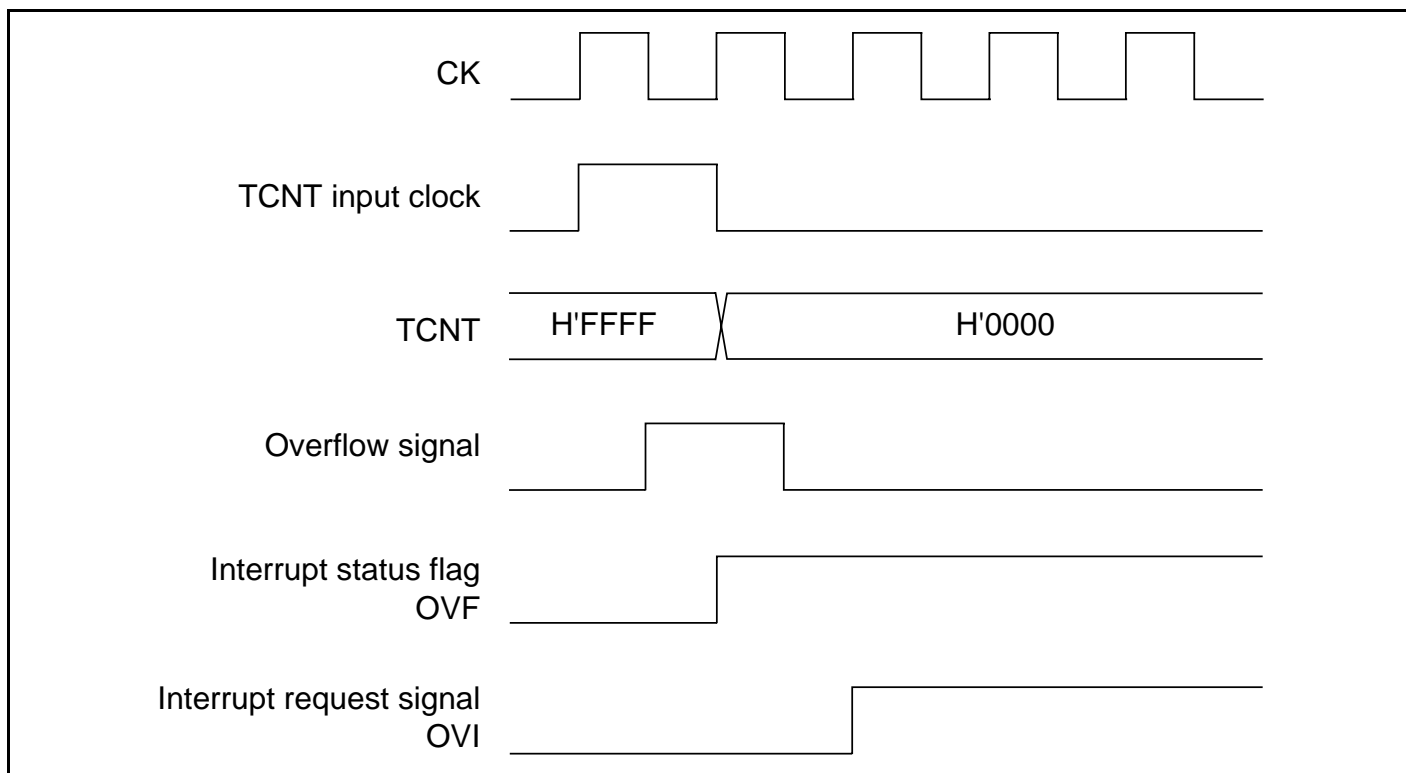 CK
TCNT input clock
TCNT
H'FFFF
H'0000
Overflow signal
Interrupt status flag
OVF
Interrupt request signal
OVI